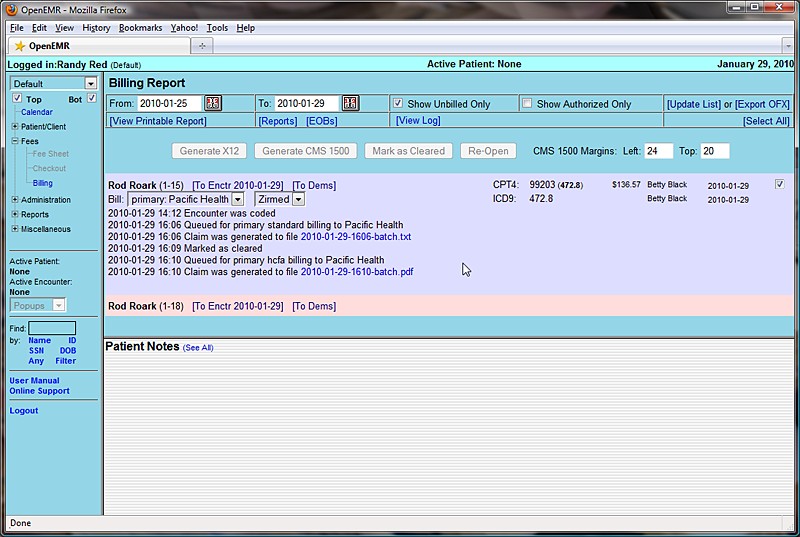 OpenEMR - Mozilla Firefox
File Edit View History Bookmarks Yahoo! Tools Help
OpenEMR
Logged in:Randy Red (Default) Active Patient: None January 29, 2010
Default
Top Bot
Calendar
Patient/Client
Fees
Fee Sheet
Checkout
Billing
Administration
Reports
Miscellaneous
Active Patient:
None
Active Encounter:
None
Popups
Find:
by: Name ID
SSN DOB
Any Filter
User Manual
Online Support
Logout
Billing Report
From: 2010-01-25 To: 2010-01-29 Show Unbilled Only Show Authorized Only [Update List] or [Export OFX]
[View Printable Report] [Reports] [EOBs] [View Log] [Select All]
Generate X12 Generate CMS 1500 Mark as Cleared Re-Open CMS 1500 Margins: Left: 24 Top: 20
Rod Roark (1-15) [To Enctr 2010-01-29] [To Dems] CPT4: 99203 (472.8) $136.57 Betty Black 2010-01-29
Bill: primary: Pacific Health Zirmed ICD9: 472.8 Betty Black 2010-01-29
2010-01-29 14:12 Encounter was coded
2010-01-29 16:06 Queued for primary standard billing to Pacific Health
2010-01-29 16:06 Claim was generated to file 2010-01-29-1606-batch.txt
2010-01-29 16:09 Marked as cleared
2010-01-29 16:10 Queued for primary hcfa billing to Pacific Health
2010-01-29 16:10 Claim was generated to file 2010-01-29-1610-batch.pdf
Rod Roark (1-18) [To Enctr 2010-01-29] [To Dems]
Patient Notes (See All)
Done